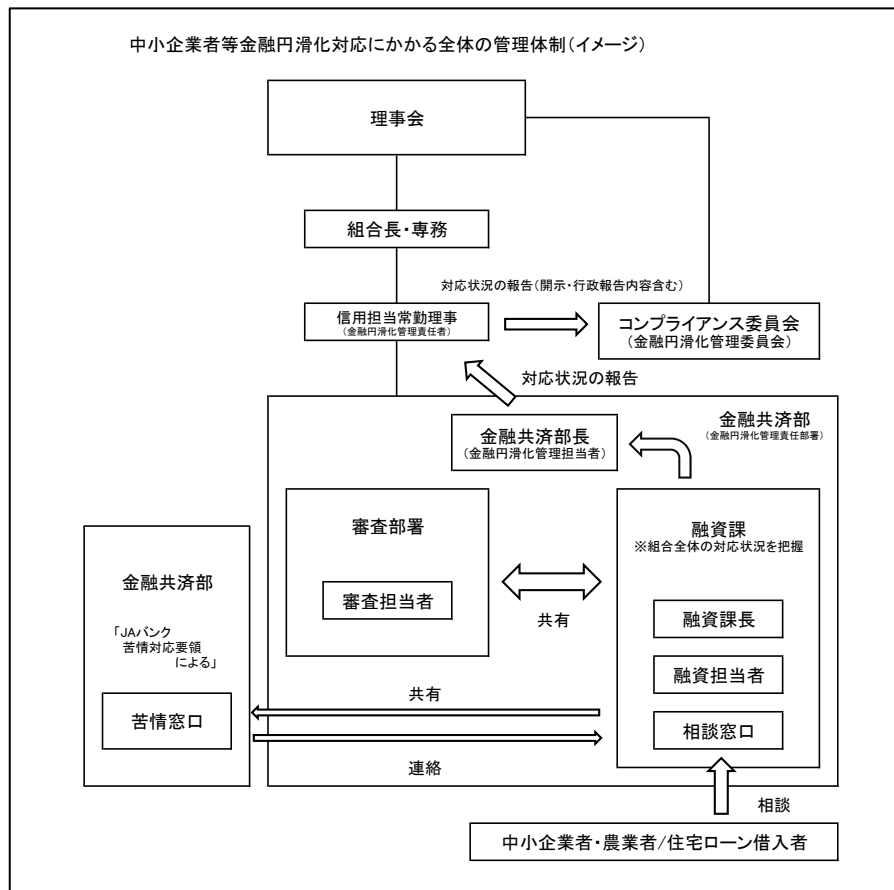 中小企業者等金融円滑化対応にかかる全体の管理体制(イメージ)
理事会
組合長・専務
対応状況の報告(開示・行政報告内容含む)
信用担当常勤理事
(金融円滑化管理責任者)
コンプライアンス委員会
(金融円滑化管理委員会)
対応状況の報告
金融共済部長
(金融円滑化管理担当者)
金融共済部
(金融円滑化管理責任部署)
審査部署
審査担当者
共有
融資課
※組合全体の対応状況を把握
融資課長
融資担当者
相談窓口
金融共済部
「JAバンク
苦情対応要領
による」
苦情窓口
共有
連絡
相談
中小企業者・農業者/住宅ローン借入者